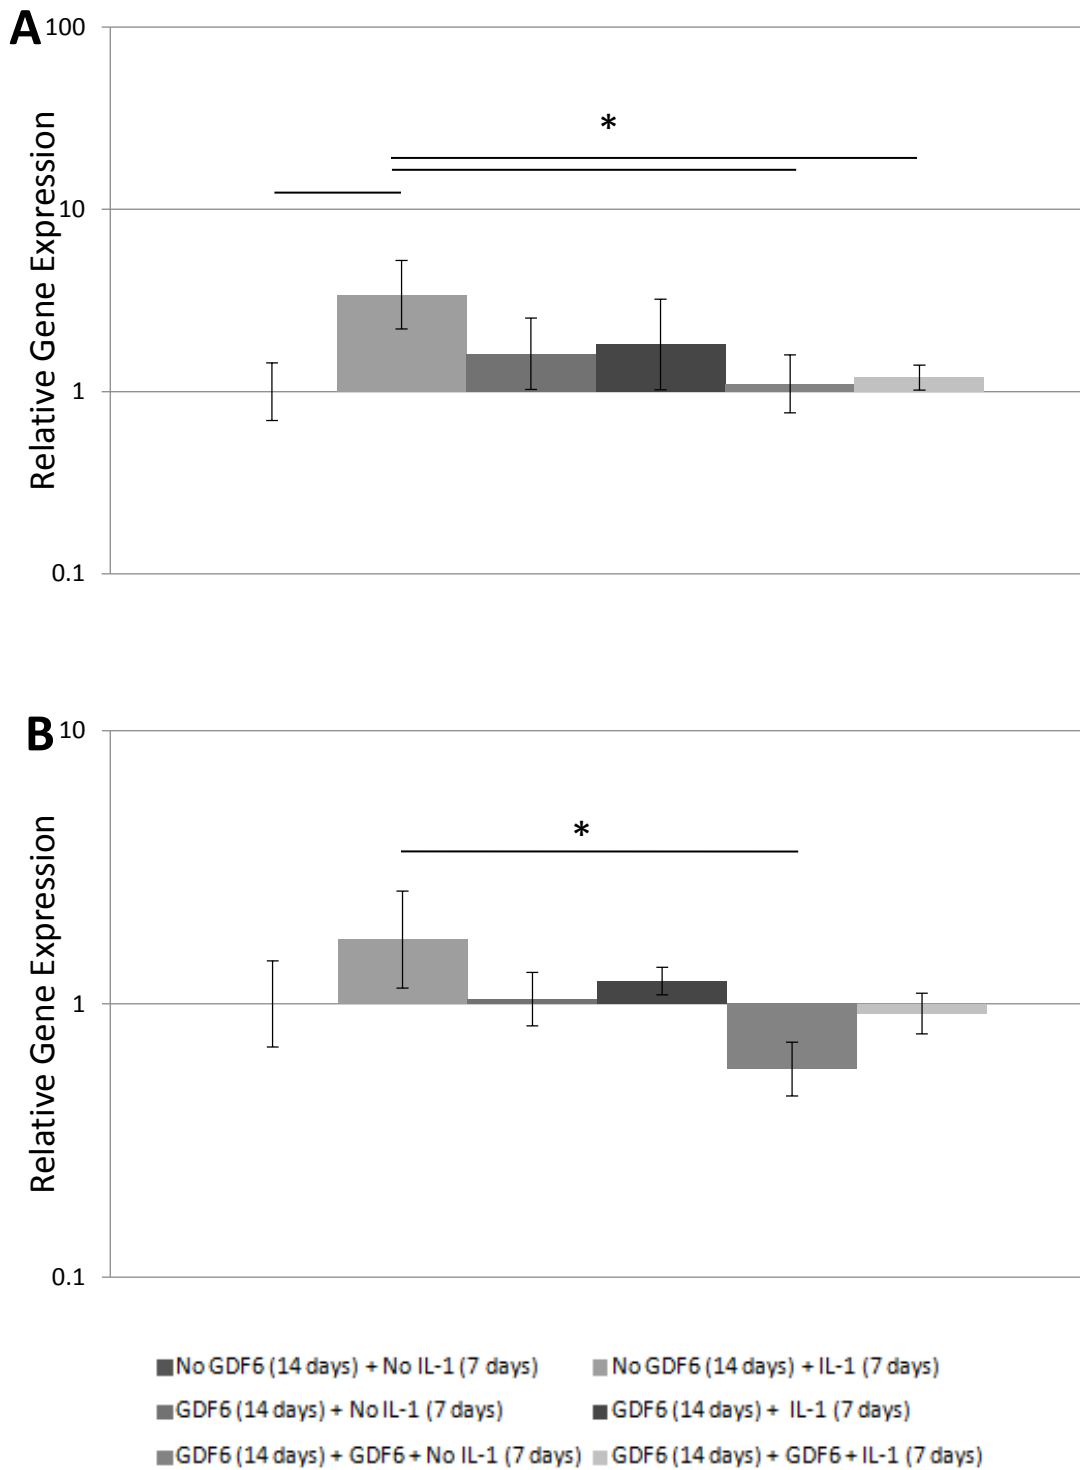 A
100
*
10
1
0.1
Relative Gene Expression
B
10
*
1
0.1
Relative Gene Expression
No GDF6 (14 days) + No IL-1 (7 days)
No GDF6 (14 days) + IL-1 (7 days)
GDF6 (14 days) + No IL-1 (7 days)
GDF6 (14 days) + IL-1 (7 days)
GDF6 (14 days) + GDF6 + No IL-1 (7 days)
GDF6 (14 days) + GDF6 + IL-1 (7 days)